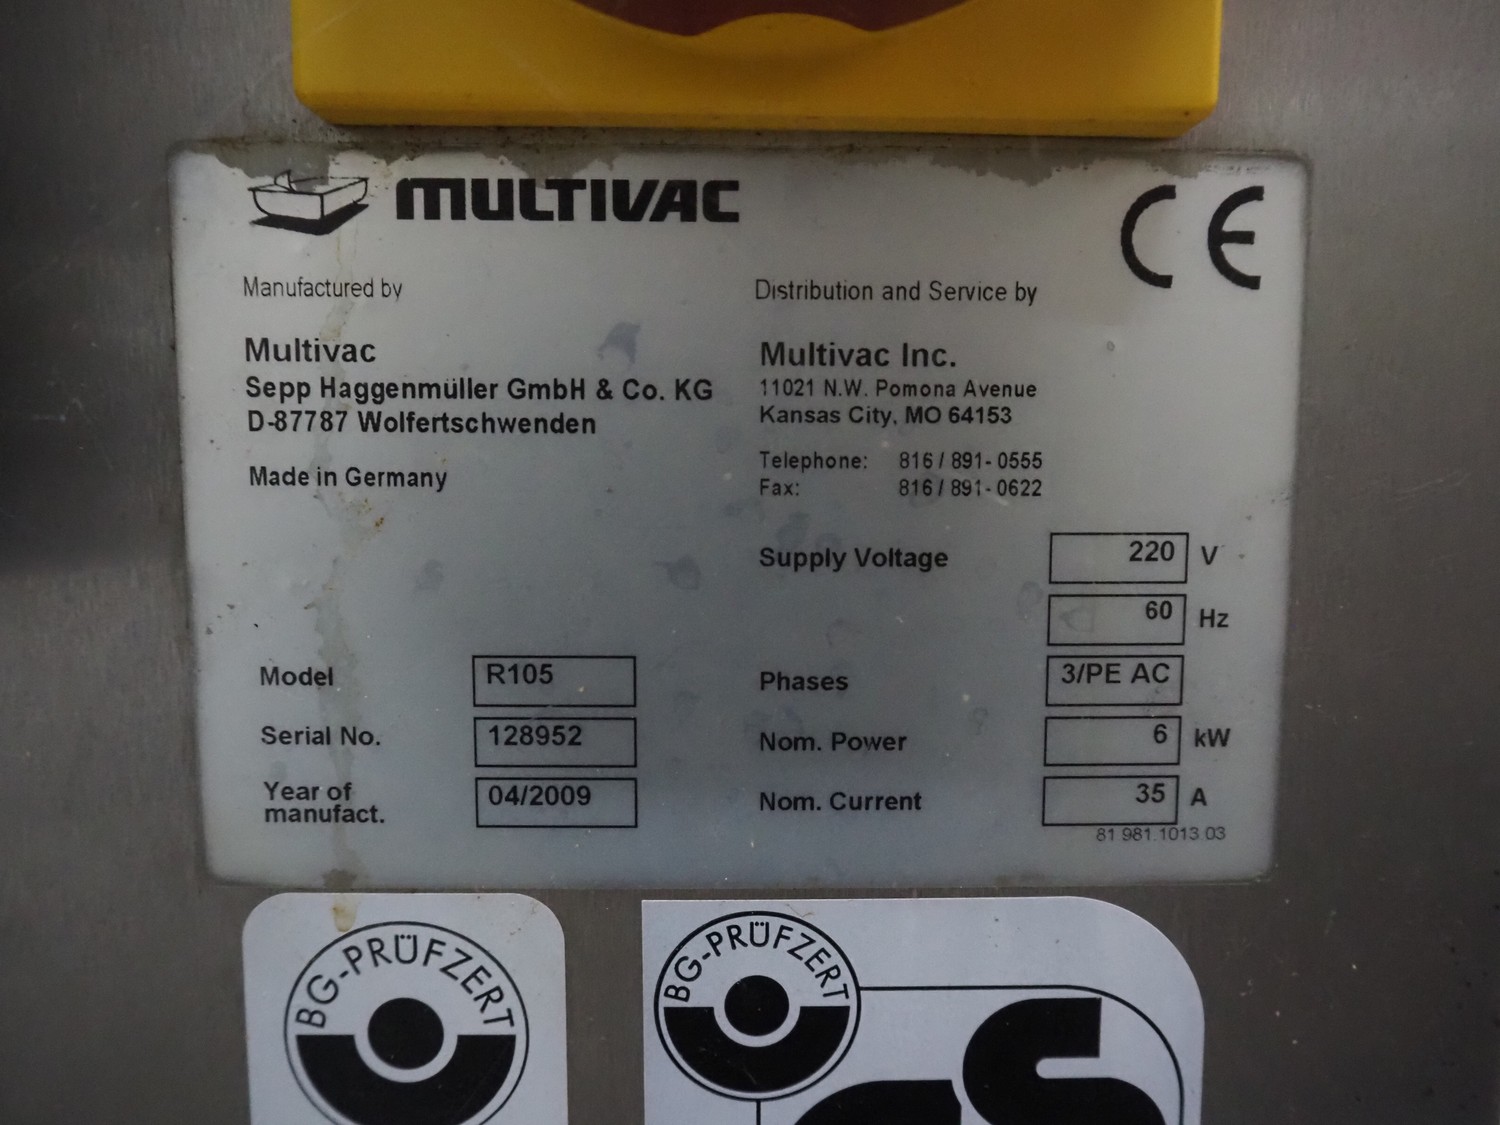 MULTIVAC
CE
Manufactured by
Multivac
Sepp Haggenmüller GmbH & Co. KG
D-87787 Wolfertschwenden
Made in Germany
Distribution and Service by
Multivac Inc.
11021 N.W. Pomona Avenue
Kansas City, MO 64153
Telephone: 816 / 891-0555
Fax: 816 / 891-0622
Supply Voltage 220 V
60 Hz
Model R105
Phases 3/PE AC
Serial No. 128952
Nom. Power 6 kW
Year of
manufact. 04/2009
Nom. Current 35 A
81 981.1013 03
BG-PRÜFZERT
BG-PRÜFZERT
GS